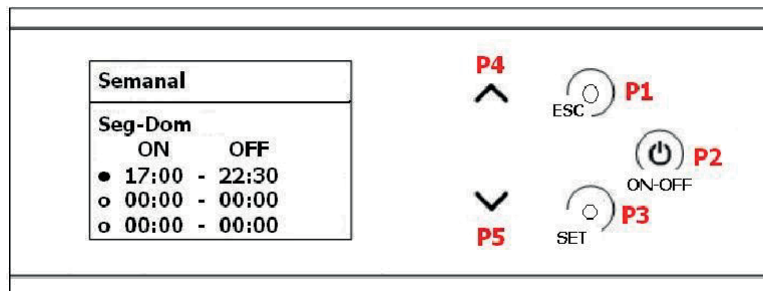 Semanal
Seg-Dom
ON OFF
● 17:00 - 22:30
o 00:00 - 00:00
o 00:00 - 00:00
P4
P5
ESC P1
ON-OFF P2
SET P3